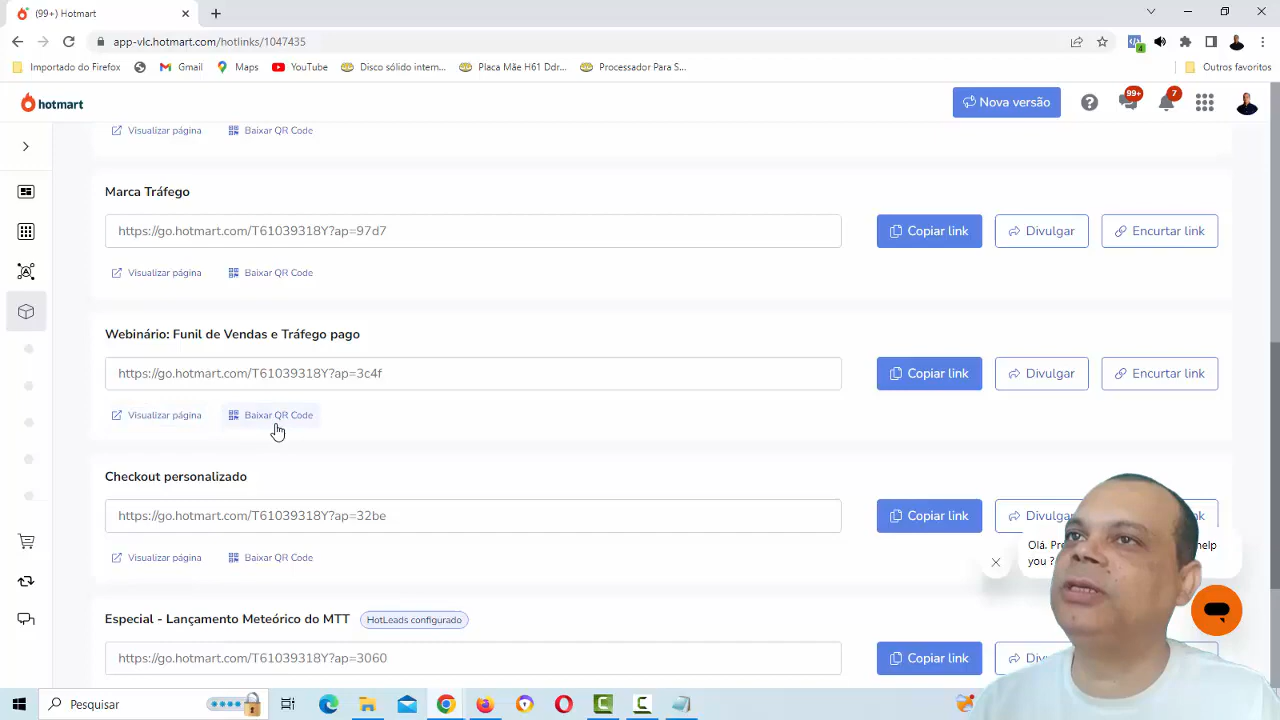 (99+) Hotmart
app-vlc.hotmart.com/hotlinks/1047435
4
Importado do Firefox
Gmail
Maps
YouTube
Disco sólido intern...
Placa Mãe H61 Ddr...
Processador Para S...
Outros favoritos
hotmart
Nova versão
99+
7
Visualizar página
Baixar QR Code
Marca Tráfego
https://go.hotmart.com/T61039318Y?ap=97d7
Copiar link
Divulgar
Encurtar link
Visualizar página
Baixar QR Code
Webinário: Funil de Vendas e Tráfego pago
https://go.hotmart.com/T61039318Y?ap=3c4f
Copiar link
Divulgar
Encurtar link
Visualizar página
Baixar QR Code
Checkout personalizado
https://go.hotmart.com/T61039318Y?ap=32be
Copiar link
Divulgar
Visualizar página
Baixar QR Code
Olá.
help
you ?
Especial - Lançamento Meteórico do MTT
HotLeads configurado
https://go.hotmart.com/T61039318Y?ap=3060
Copiar link
Pesquisar